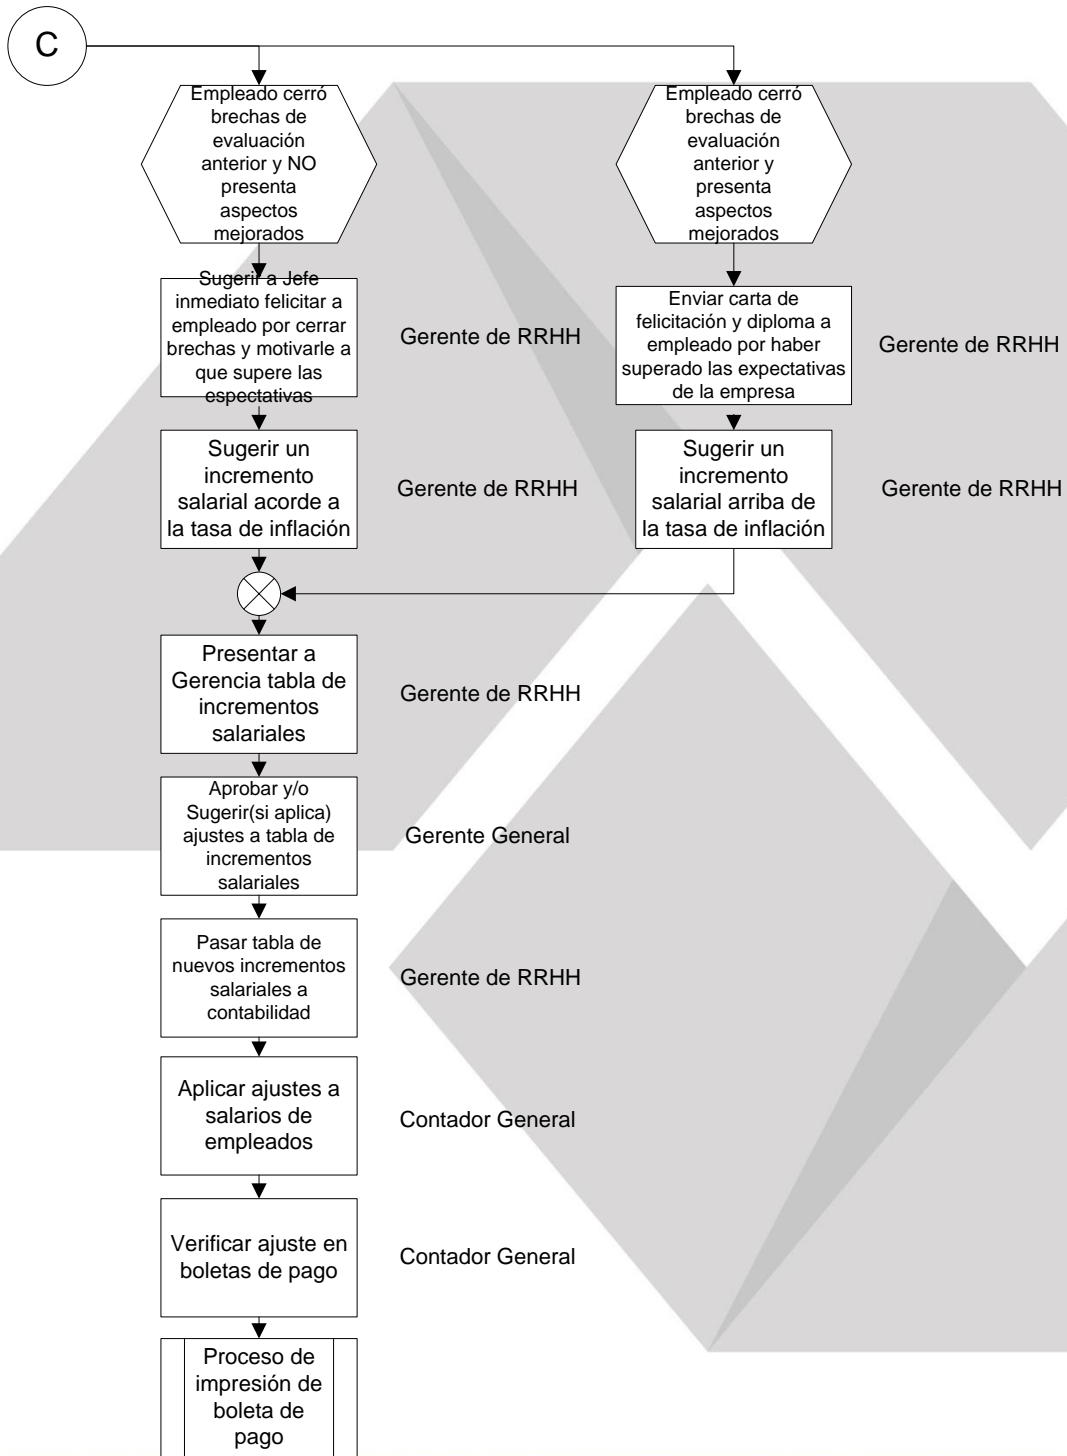 C
Empleado cerró
brechas de
evaluación
anterior y NO
presenta
aspectos
mejorados
Empleado cerró
brechas de
evaluación
anterior y
presenta
aspectos
mejorados
Sugerir a Jefe
inmediato felicitar a
empleado por cerrar
brechas y motivarle a
que supere las
espectativas
Gerente de RRHH
Enviar carta de
felicitación y diploma a
empleado por haber
superado las expectativas
de la empresa
Gerente de RRHH
Sugerir un
incremento
salarial acorde a
la tasa de inflación
Gerente de RRHH
Sugerir un
incremento
salarial arriba de
la tasa de inflación
Gerente de RRHH
Presentar a
Gerencia tabla de
incrementos
salariales
Gerente de RRHH
Aprobar y/o
Sugerir(si aplica)
ajustes a tabla de
incrementos
salariales
Gerente General
Pasar tabla de
nuevos incrementos
salariales a
contabilidad
Gerente de RRHH
Aplicar ajustes a
salarios de
empleados
Contador General
Verificar ajuste en
boletas de pago
Contador General
Proceso de
impresión de
boleta de
pago